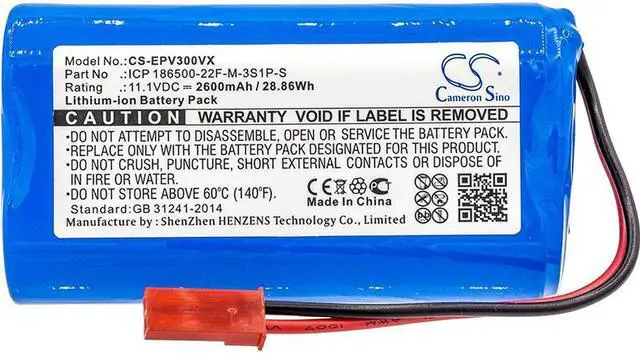 Model No.:CS-EPV300VX
Part No :ICP 186500-22F-M-3S1P-S
Rating :11.1VDC ⎓ 2600mAh / 28.86Wh
Lithium-ion Battery Pack
Cameron Sino
CAUTION VOID IF LABEL IS REMOVED
•DO NOT ATTEMPT TO DISASSEMBLE, OPEN OR SERVICE THE BATTERY PACK.
•REPLACE ONLY WITH THE BATTERY PACK DESIGNATED FOR THIS PRODUCT.
•DO NOT CRUSH, PUNCTURE, SHORT EXTERNAL CONTACTS OR DISPOSE OF
IN FIRE OR WATER.
•DO NOT STORE ABOVE 60°C (140°F).
Standard:GB 31241-2014
Manufacturer by : ShenZhen HENZENS Technology Co., Limited
Made in P.R.China
CE
AWM 1007